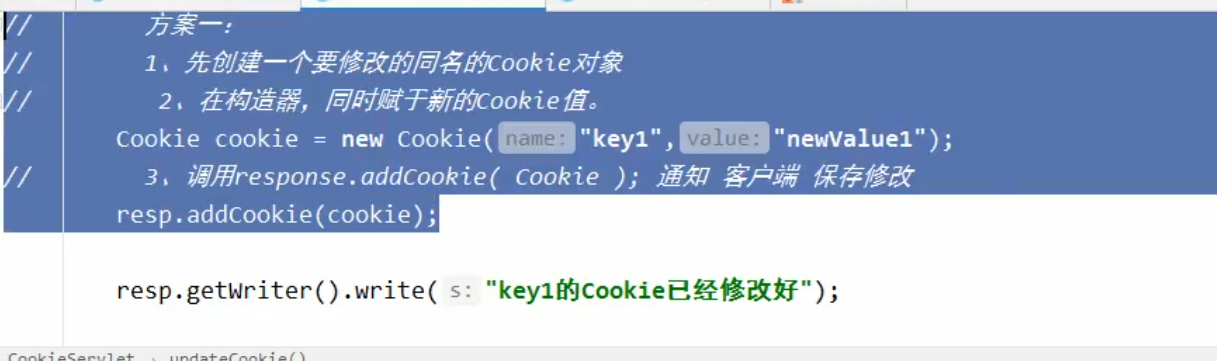 // 方案一：
// 1、先创建一个要修改的同名的Cookie对象
// 2、在构造器，同时赋于新的Cookie值。
Cookie cookie = new Cookie( name: "key1", value: "newValue1");
// 3、调用response.addCookie( Cookie ); 通知 客户端 保存修改
resp.addCookie(cookie);
resp.getWriter().write( s: "key1的Cookie已经修改好");
CookieServlet › updateCookie()